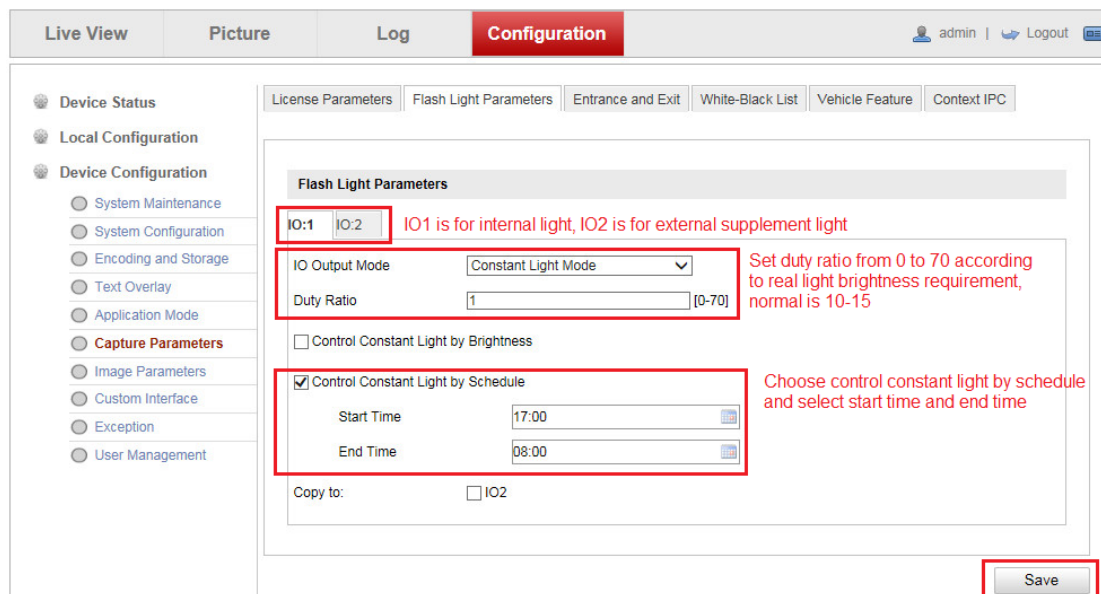 Live View Picture Log Configuration admin | Logout
Device Status
Local Configuration
Device Configuration
System Maintenance
System Configuration
Encoding and Storage
Text Overlay
Application Mode
Capture Parameters
Image Parameters
Custom Interface
Exception
User Management
License Parameters Flash Light Parameters Entrance and Exit White-Black List Vehicle Feature Context IPC
Flash Light Parameters
IO:1 IO:2 IO1 is for internal light, IO2 is for external supplement light
IO Output Mode Constant Light Mode
Duty Ratio 1 [0-70]
Set duty ratio from 0 to 70 according
to real light brightness requirement,
normal is 10-15
Control Constant Light by Brightness
Control Constant Light by Schedule
Start Time 17:00
End Time 08:00
Choose control constant light by schedule
and select start time and end time
Copy to: IO2
Save